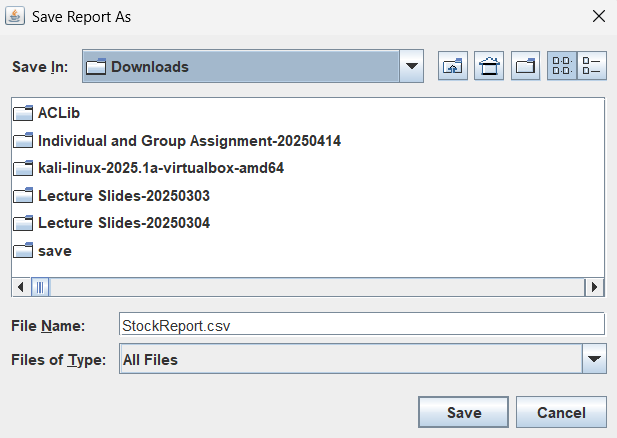 Save Report As
Save In: Downloads
ACLib
Individual and Group Assignment-20250414
kali-linux-2025.1a-virtualbox-amd64
Lecture Slides-20250303
Lecture Slides-20250304
save
File Name: StockReport.csv
Files of Type: All Files
Save Cancel